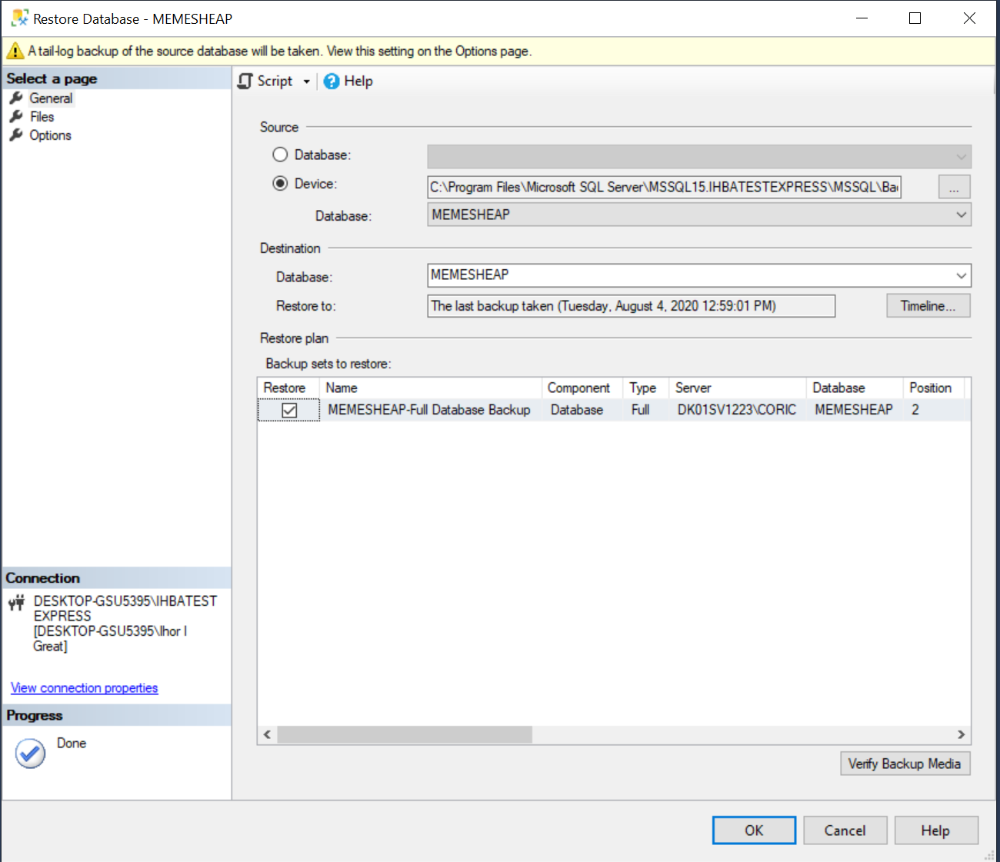 Restore Database - MEMESHEAP
A tail-log backup of the source database will be taken. View this setting on the Options page.
Select a page
General
Files
Options
Script
Help
Source
Database:
Device:
C:\Program Files\Microsoft SQL Server\MSSQL15.IHBATESTEXPRESS\MSSQL\Ba
...
Database:
MEMESHEAP
Destination
Database:
MEMESHEAP
Restore to:
The last backup taken (Tuesday, August 4, 2020 12:59:01 PM)
Timeline...
Restore plan
Backup sets to restore:
Restore Name Component Type Server Database Position
MEMESHEAP-Full Database Backup Database Full DK01SV1223\CORIC MEMESHEAP 2
Connection
DESKTOP-GSU5395\IHBATEST
EXPRESS
[DESKTOP-GSU5395\Ihor I
Great]
View connection properties
Progress
Done
Verify Backup Media
OK
Cancel
Help